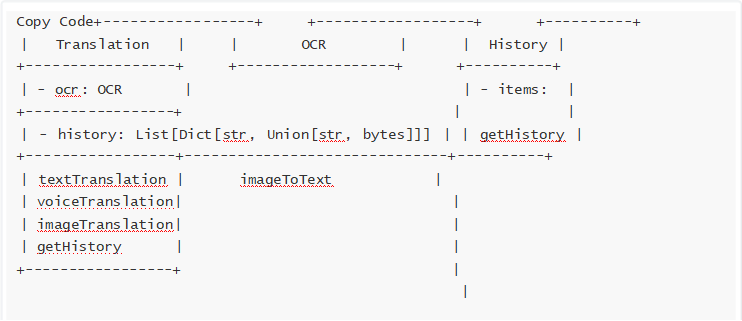 Copy Code+-----------------+     +------------------+      +----------+
|   Translation   |     |       OCR        |      | History |
+-----------------+     +------------------+      +----------+
| - ocr: OCR       |                              | - items:  |
+-----------------+                              |            |
| - history: List[Dict[str, Union[str, bytes]]] | | getHistory |
+-----------------+-----------------------------+----------+
| textTranslation |      imageToText           |
| voiceTranslation|                              |
| imageTranslation|                              |
| getHistory      |                              |
+-----------------+                              |
|